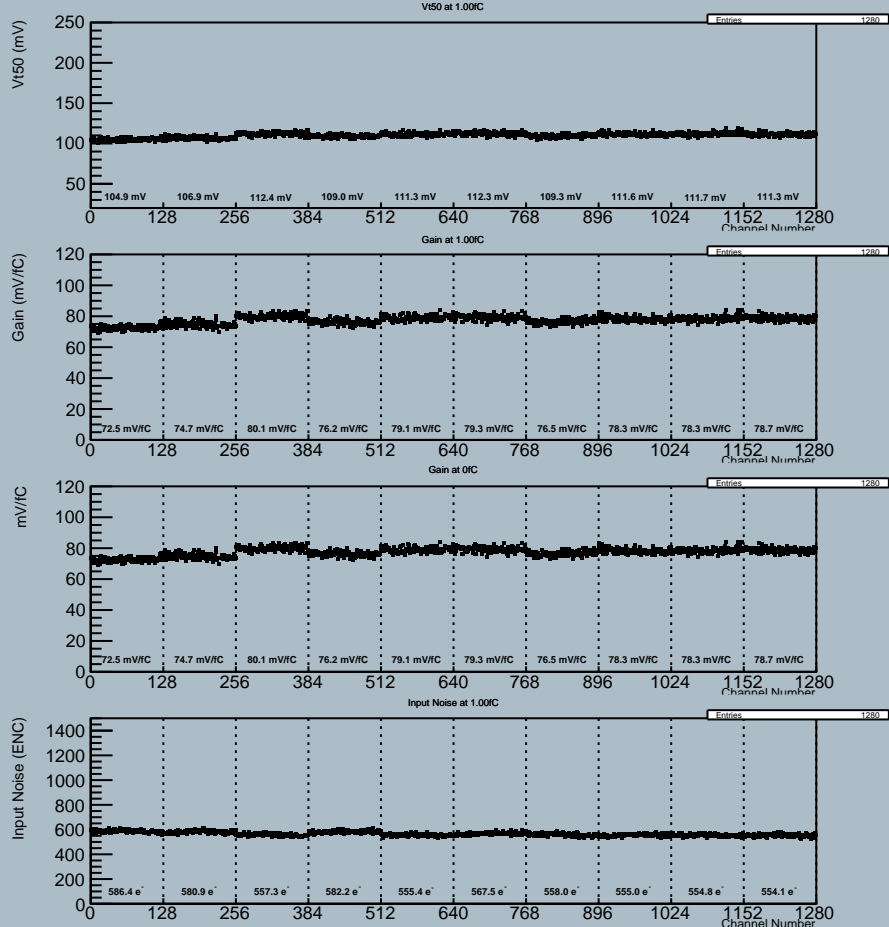 Vt50 at 1.00fC
Entries 1280
Vt50 (mV)
250
200
150
100
50
104.9 mV 106.9 mV 112.4 mV 109.0 mV 111.3 mV 112.3 mV 109.3 mV 111.6 mV 111.7 mV 111.3 mV
0 128 256 384 512 640 768 896 1024 1152 1280
Channel Number
Gain at 1.00fC
Entries 1280
Gain (mV/fC)
120
100
80
60
40
20
0
72.5 mV/fC 74.7 mV/fC 80.1 mV/fC 76.2 mV/fC 79.1 mV/fC 79.3 mV/fC 76.5 mV/fC 78.3 mV/fC 78.3 mV/fC 78.7 mV/fC
0 128 256 384 512 640 768 896 1024 1152 1280
Channel Number
Gain at 0fC
Entries 1280
mV/fC
120
100
80
60
40
20
0
72.5 mV/fC 74.7 mV/fC 80.1 mV/fC 76.2 mV/fC 79.1 mV/fC 79.3 mV/fC 76.5 mV/fC 78.3 mV/fC 78.3 mV/fC 78.7 mV/fC
0 128 256 384 512 640 768 896 1024 1152 1280
Channel Number
Input Noise at 1.00fC
Entries 1280
Input Noise (ENC)
1400
1200
1000
800
600
400
200
0
586.4 e⁻ 580.9 e⁻ 557.3 e⁻ 582.2 e⁻ 555.4 e⁻ 567.5 e⁻ 558.0 e⁻ 555.0 e⁻ 554.8 e⁻ 554.1 e⁻
0 128 256 384 512 640 768 896 1024 1152 1280
Channel Number